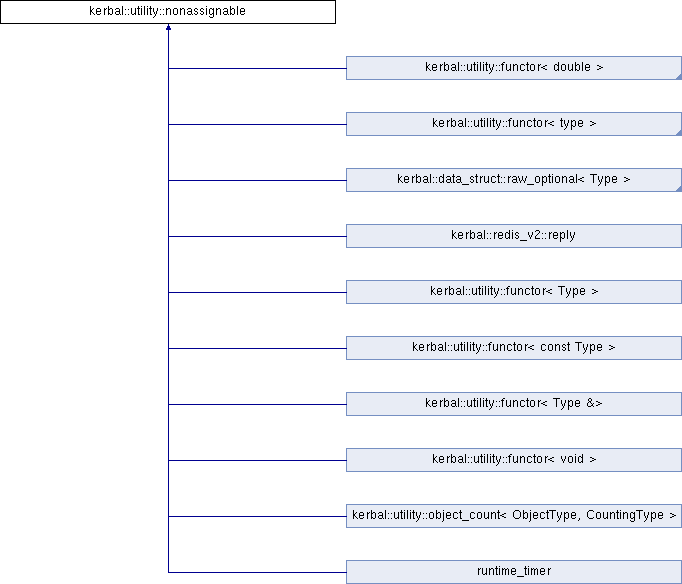 kerbal::utility::nonassignable
kerbal::utility::functor< double >
kerbal::utility::functor< type >
kerbal::data_struct::raw_optional< Type >
kerbal::redis_v2::reply
kerbal::utility::functor< Type >
kerbal::utility::functor< const Type >
kerbal::utility::functor< Type &>
kerbal::utility::functor< void >
kerbal::utility::object_count< ObjectType, CountingType >
runtime_timer